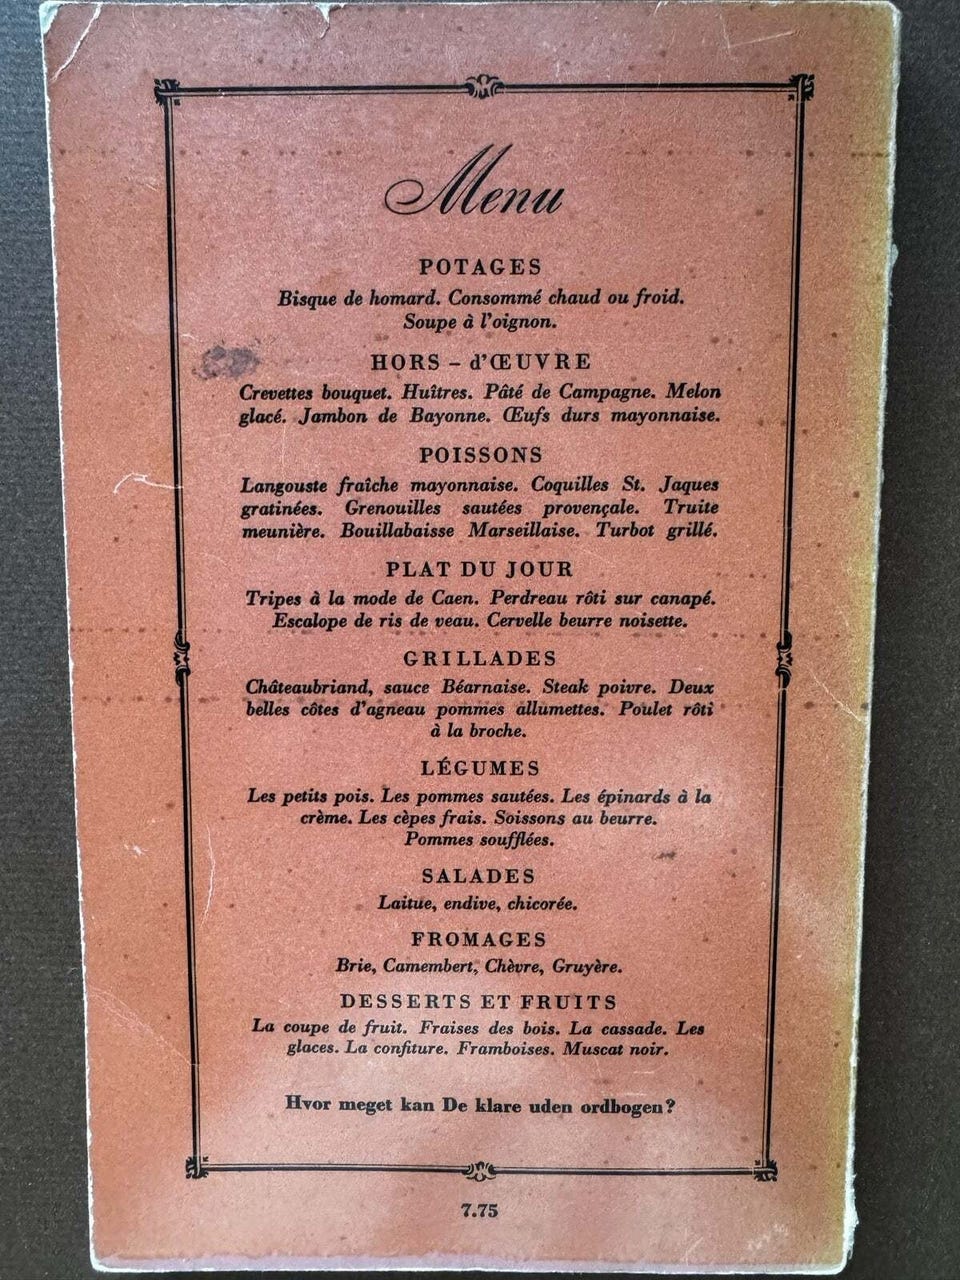 Menu
POTAGES
Bisque de homard. Consommé chaud ou froid.
Soupe à l'oignon.
HORS – d'ŒUVRE
Crevettes bouquet. Huîtres. Pâté de Campagne. Melon
glacé. Jambon de Bayonne. Œufs durs mayonnaise.
POISSONS
Langouste fraîche mayonnaise. Coquilles St. Jaques
gratinées. Grenouilles sautées provençale. Truite
meunière. Bouillabaisse Marseillaise. Turbot grillé.
PLAT DU JOUR
Tripes à la mode de Caen. Perdreau rôti sur canapé.
Escalope de ris de veau. Cervelle beurre noisette.
GRILLADES
Châteaubriand, sauce Béarnaise. Steak poivre. Deux
belles côtes d'agneau pommes allumettes. Poulet rôti
à la broche.
LÉGUMES
Les petits pois. Les pommes sautées. Les épinards à la
crème. Les cèpes frais. Soissons au beurre.
Pommes soufflées.
SALADES
Laitue, endive, chicorée.
FROMAGES
Brie, Camembert, Chèvre, Gruyère.
DESSERTS ET FRUITS
La coupe de fruit. Fraises des bois. La cassade. Les
glaces. La confiture. Framboises. Muscat noir.
Hvor meget kan De klare uden ordbogen?
7.75